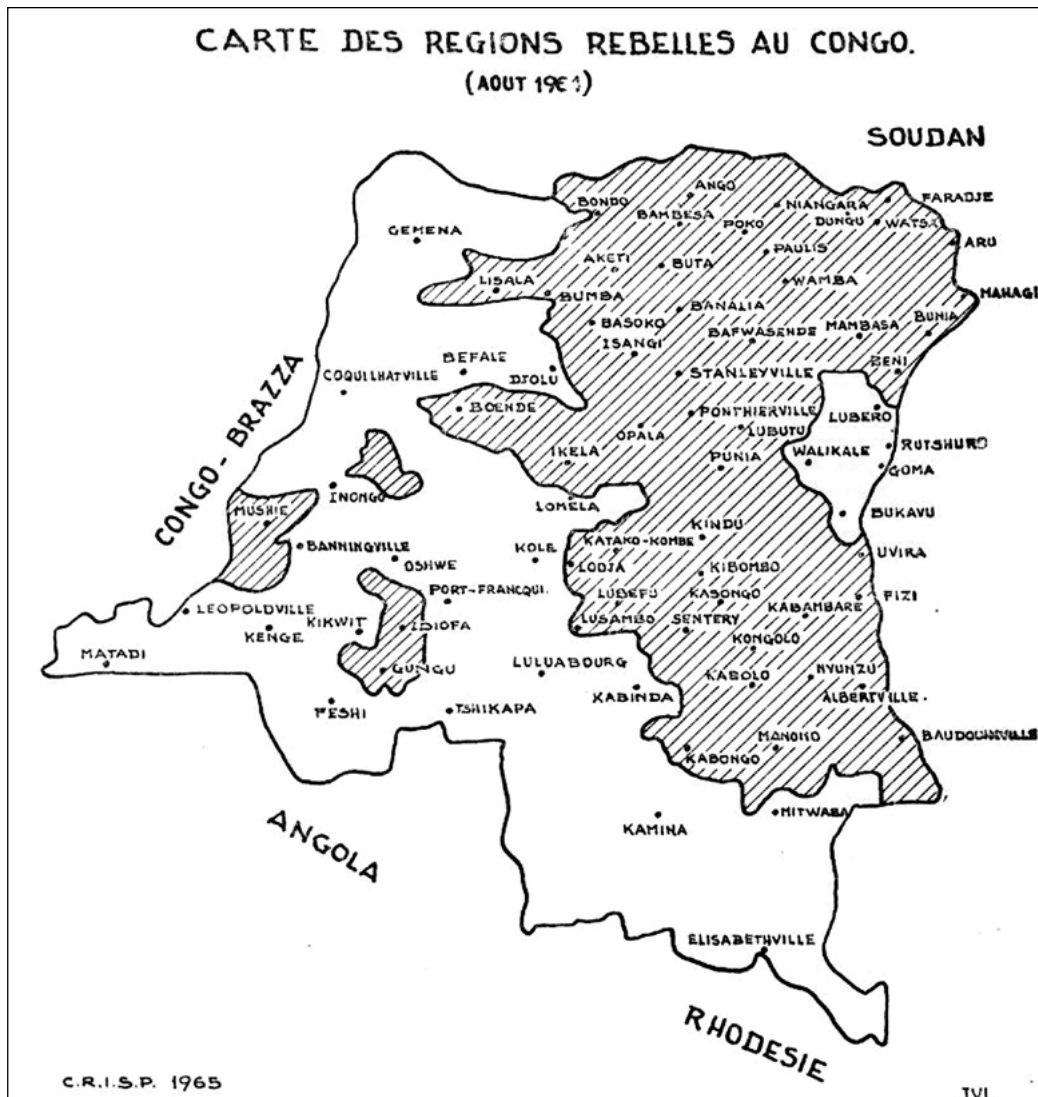 CARTE DES REGIONS REBELLES AU CONGO.
SOUDAN
ANGO
BONDO
BAMBESA
NIANGARA
FARADJE
DUNGU
WATSA
GEMENA
POKO
ARU
PAULIS
AKETI
BUTA
LISALA
WAMBA
BUMBA
MAHAGI
BANALIA
BASOKO
BAFWASENDE
MAMBASA
BUNIA
ISANGI
BEFALE
BENI
COQUILHATVILLE
DJOLU
STANLEYVILLE
BOENDE
PONTHIERVILLE
LUBERO
OPALA
LUBUTU
CONGO - BRAZZA
IKELA
PUNIA
WALIKALE
GOMA
INONGO
LOMELA
MUSHIE
BUKAVU
KINDU
BANNINGVILLE
KATAKO-KOMBE
UVIRA
OSHWE
KOLE
LODJA
KIBOMBO
PORT-FRANCQUI.
LUBEFU
KASONGO
FIZI
LEOPOLDVILLE
KABAMBARE
KIKWIT
IDIOFA
LUSAMBO
SENTERY
KENGE
KONGOLO
MATADI
GUNGU
LULUABOURG
KABOLO
NYUNZU
KABINDA
ALBERTVILLE.
FESHI
TSHIKAPA
MANONO
KABONGO
MITWABA
KAMINA
ANGOLA
ELISABETHVILLE
RHODESIE
C.R.I.S.P. 1965